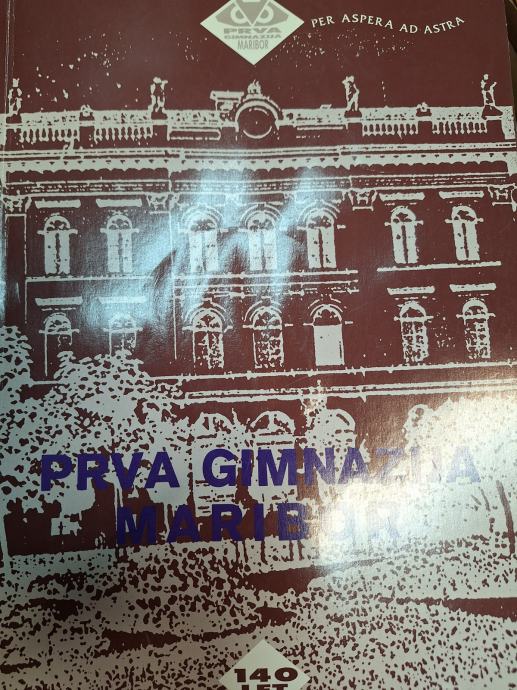 PRVA
GIMNAZIJA
MARIBOR
PER ASPERA AD ASTRA
PRVA GIMNAZIJA
MARIBOR
140
LET